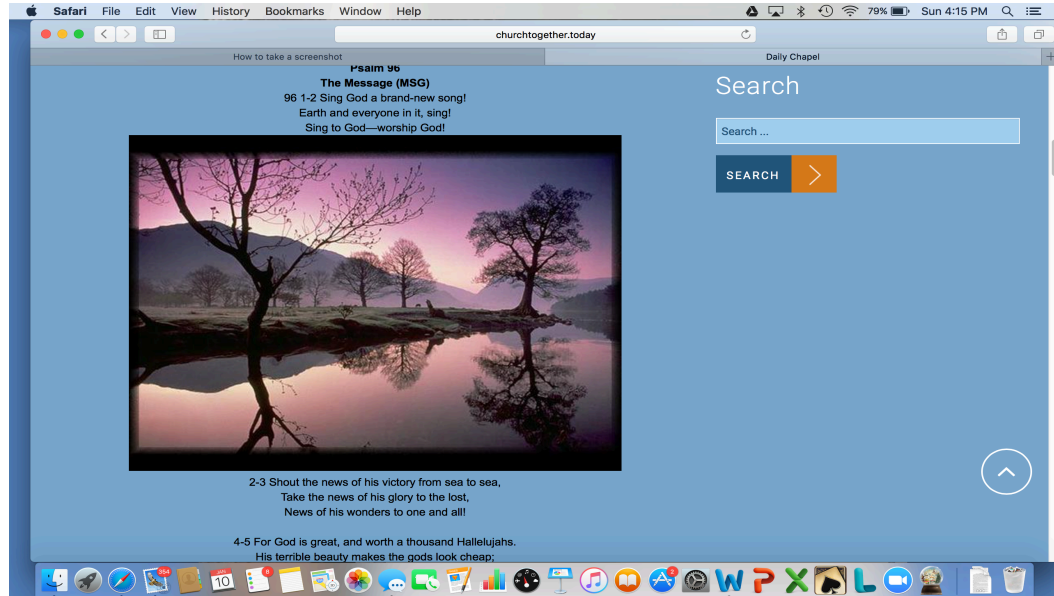 Safari File Edit View History Bookmarks Window Help 79% Sun 4:15 PM
churchtogether.today
How to take a screenshot Daily Chapel
Psalm 96
The Message (MSG)
96 1-2 Sing God a brand-new song!
Earth and everyone in it, sing!
Sing to God—worship God!
Search
Search ...
SEARCH
2-3 Shout the news of his victory from sea to sea,
Take the news of his glory to the lost,
News of his wonders to one and all!
4-5 For God is great, and worth a thousand Hallelujahs.
His terrible beauty makes the gods look cheap;
354 JAN 10 8 2 W P X L